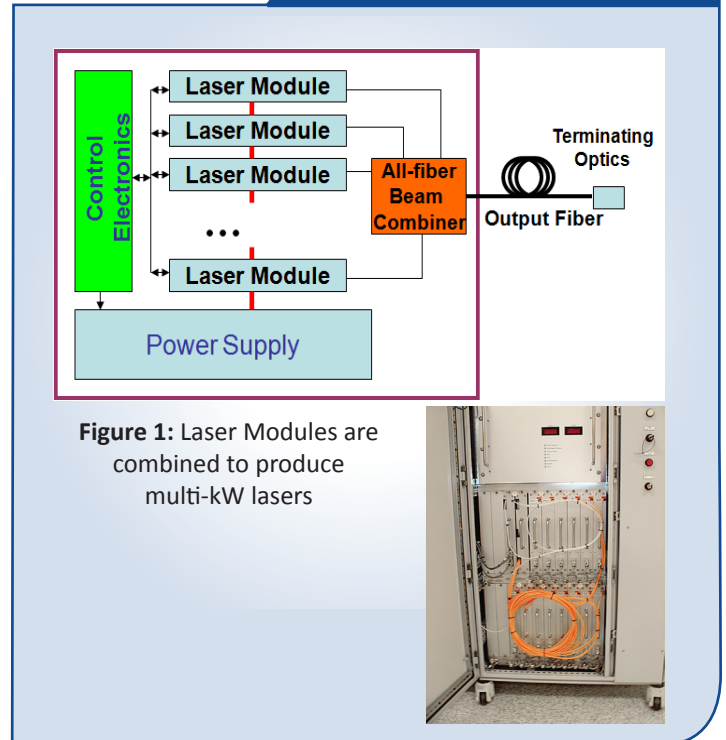 Control
Electronics
Laser Module
Laser Module
Laser Module
•••
Laser Module
All-fiber
Beam
Combiner
Terminating
Optics
Output Fiber
Power Supply
Figure 1: Laser Modules are
combined to produce
multi-kW lasers